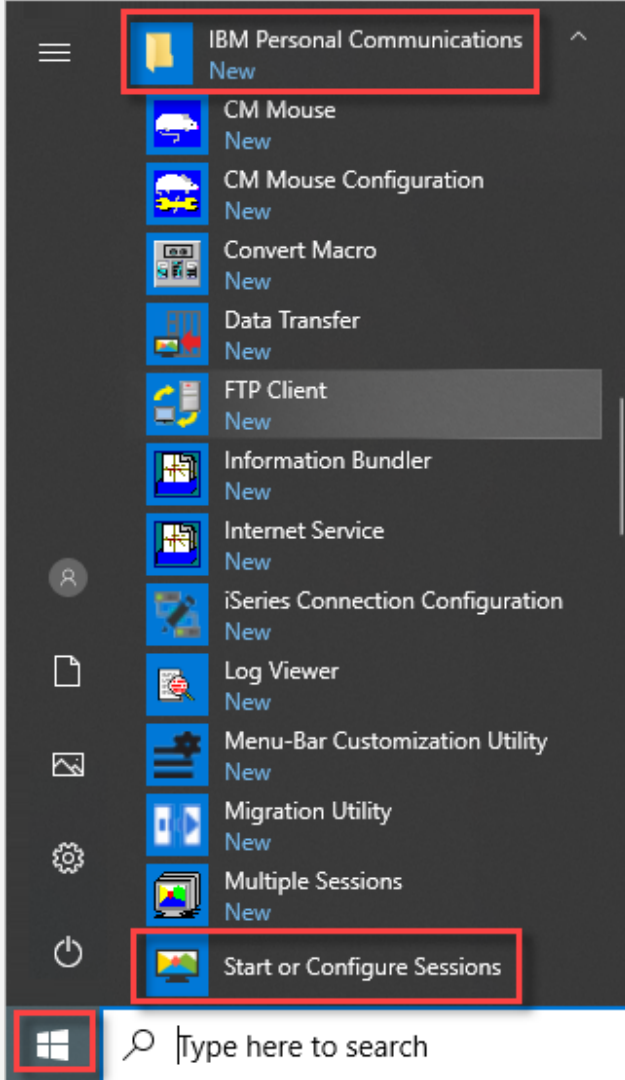 IBM Personal Communications
New
CM Mouse
New
CM Mouse Configuration
New
Convert Macro
New
Data Transfer
New
FTP Client
New
Information Bundler
New
Internet Service
New
iSeries Connection Configuration
New
Log Viewer
New
Menu-Bar Customization Utility
New
Migration Utility
New
Multiple Sessions
New
Start or Configure Sessions
Type here to search